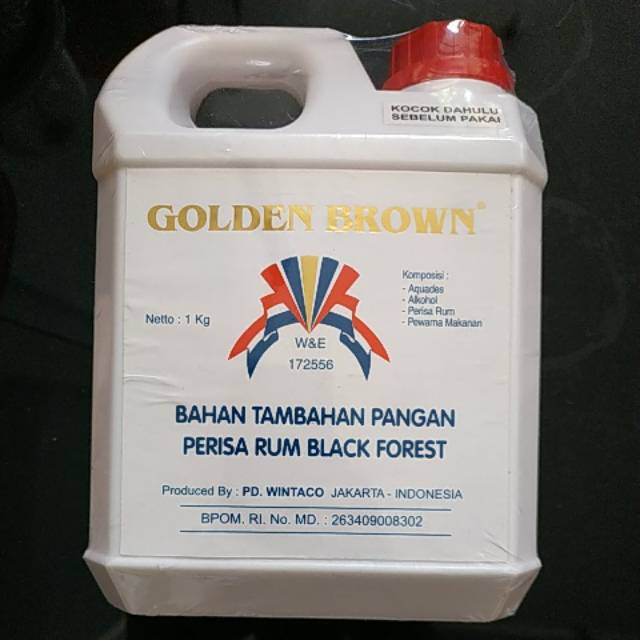 KOCOK DAHULU
SEBELUM PAKAI
GOLDEN BROWN®
Komposisi :
- Aquades
- Alkohol
- Perisa Rum
- Pewarna Makanan
Netto : 1 Kg
W&E
172556
BAHAN TAMBAHAN PANGAN
PERISA RUM BLACK FOREST
Produced By : PD. WINTACO JAKARTA - INDONESIA
BPOM. RI. No. MD. : 263409008302